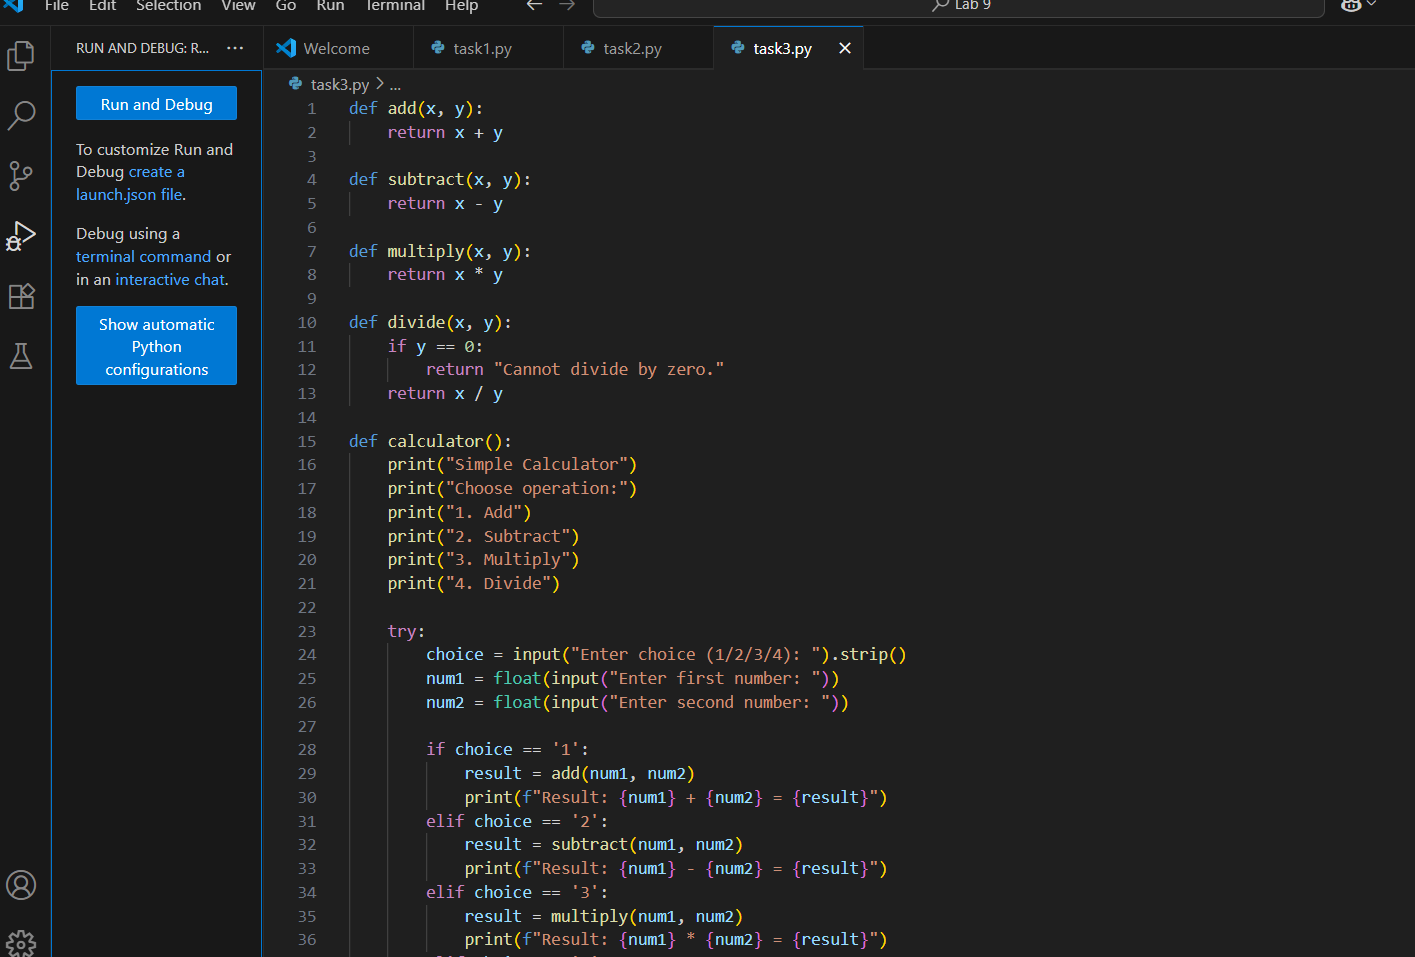 File Edit Selection View Go Run Terminal Help
Lab 9
RUN AND DEBUG: R... ...
Welcome task1.py task2.py task3.py
Run and Debug
To customize Run and
Debug create a
launch.json file.
Debug using a
terminal command or
in an interactive chat.
Show automatic
Python
configurations
task3.py > ...
1 def add(x, y):
2     return x + y
3
4 def subtract(x, y):
5     return x - y
6
7 def multiply(x, y):
8     return x * y
9
10 def divide(x, y):
11     if y == 0:
12         return "Cannot divide by zero."
13     return x / y
14
15 def calculator():
16     print("Simple Calculator")
17     print("Choose operation:")
18     print("1. Add")
19     print("2. Subtract")
20     print("3. Multiply")
21     print("4. Divide")
22
23     try:
24         choice = input("Enter choice (1/2/3/4): ").strip()
25         num1 = float(input("Enter first number: "))
26         num2 = float(input("Enter second number: "))
27
28         if choice == '1':
29             result = add(num1, num2)
30             print(f"Result: {num1} + {num2} = {result}")
31         elif choice == '2':
32             result = subtract(num1, num2)
33             print(f"Result: {num1} - {num2} = {result}")
34         elif choice == '3':
35             result = multiply(num1, num2)
36             print(f"Result: {num1} * {num2} = {result}")